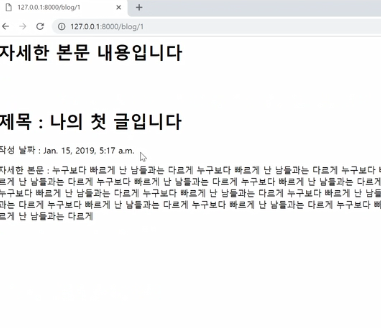 127.0.0.1:8000/blog/1
127.0.0.1:8000/blog/1
자세한 본문 내용입니다
제목 : 나의 첫 글입니다
작성 날짜 : Jan. 15, 2019, 5:17 a.m.
자세한 본문 : 누구보다 빠르게 난 남들과는 다르게 누구보다 빠르게 난 남들과는 다르게 누구보다
르게 난 남들과는 다르게 누구보다 빠르게 난 남들과는 다르게 누구보다 빠르게 난 남들과는 다르게
누구보다 빠르게 난 남들과는 다르게 누구보다 빠르게 난 남들과는 다르게 누구보다 빠르게 난 남들
과는 다르게 누구보다 빠르게 난 남들과는 다르게 누구보다 빠르게 난 남들과는 다르게 누구보다
르게 난 남들과는 다르게